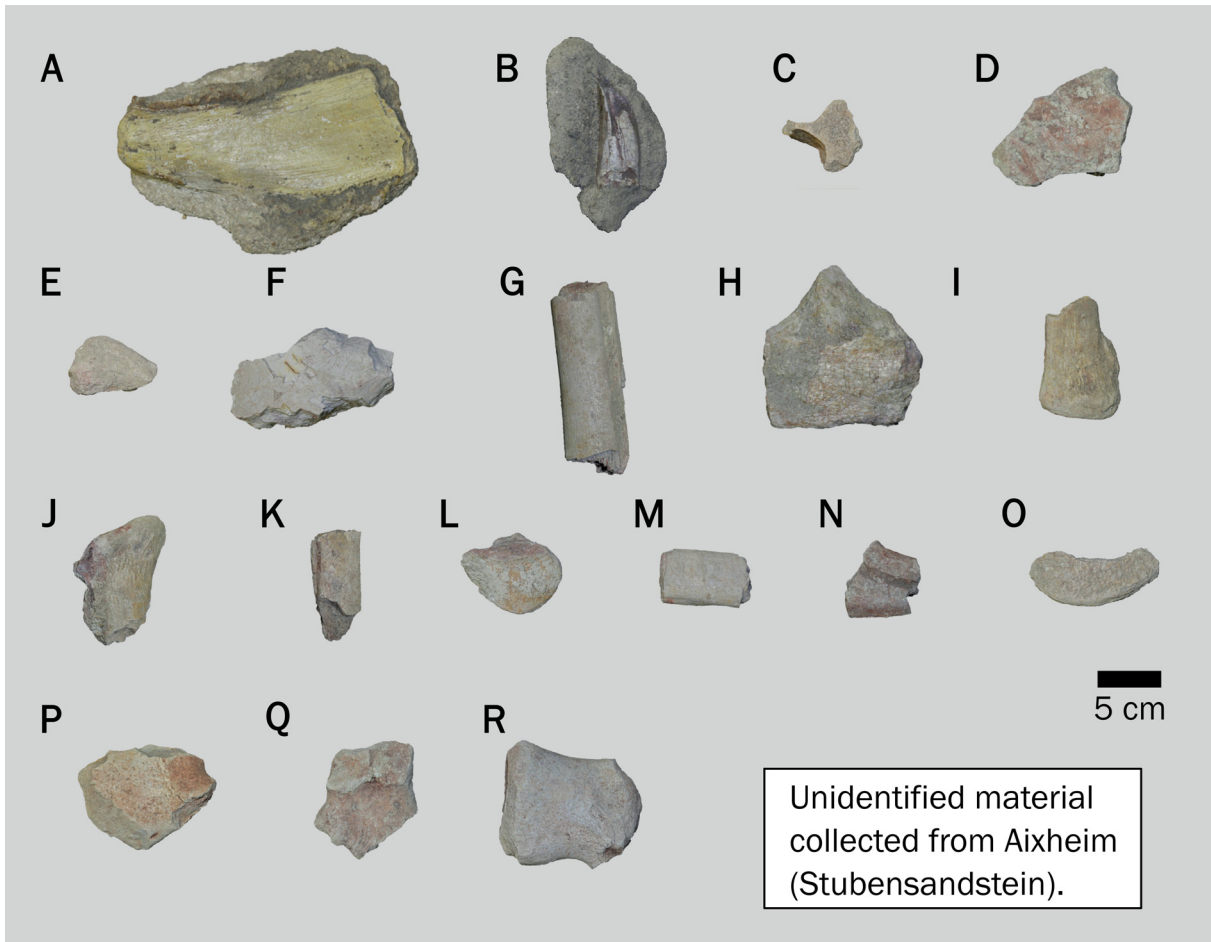 A B C D
E F G H I
J K L M N O
5 cm
P Q R
Unidentified material
collected from Aixheim
(Stubensandstein).